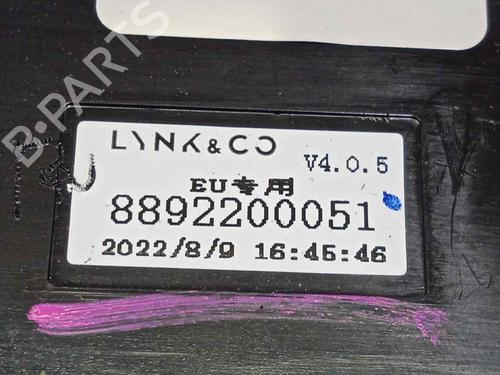 B-PARTS
LYNK&CO V4.0.5
EU专用
8892200051
2022/8/9 16:45:46